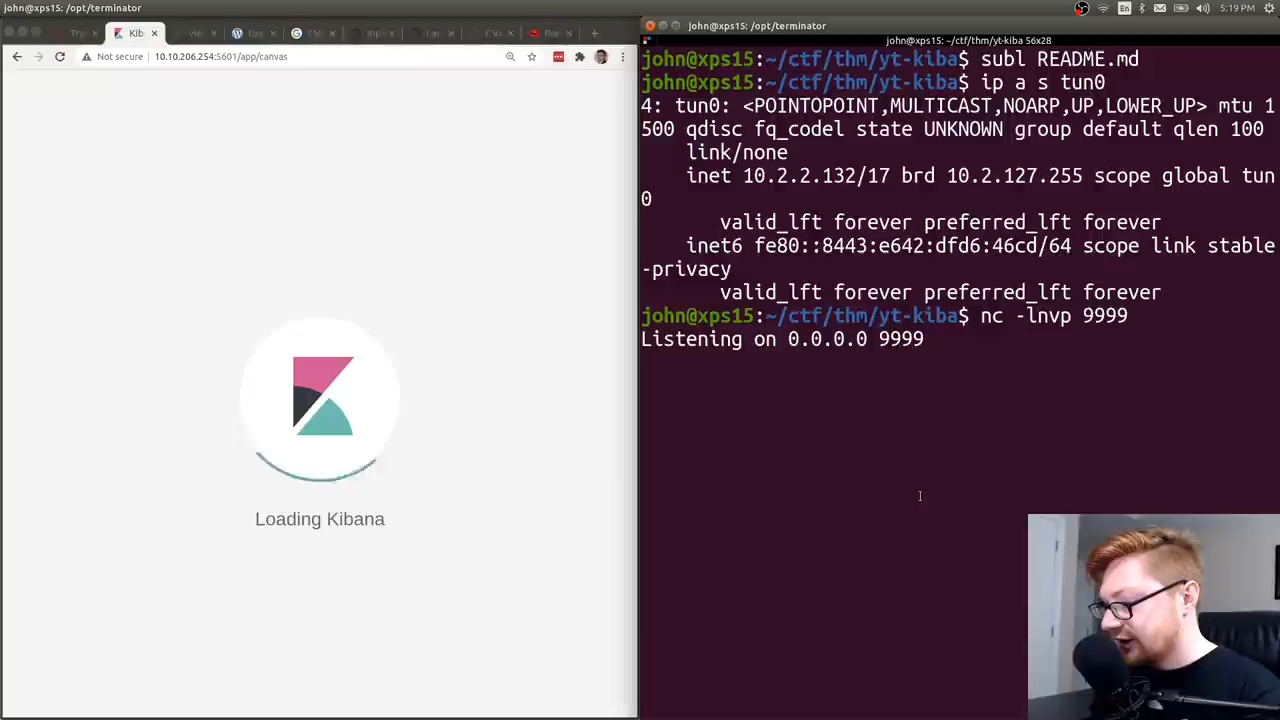 john@xps15: /opt/terminator
En
5:19 PM
Kib
john@xps15: /opt/terminator
Not secure
10.10.206.254:5601/app/canvas
john@xps15: ~/ctf/thm/yt-kiba 56x28
john@xps15:~/ctf/thm/yt-kiba$ subl README.md
john@xps15:~/ctf/thm/yt-kiba$ ip a s tun0
4: tun0: <POINTOPOINT,MULTICAST,NOARP,UP,LOWER_UP> mtu 1
500 qdisc fq_codel state UNKNOWN group default qlen 100
link/none
inet 10.2.2.132/17 brd 10.2.127.255 scope global tun
0
valid_lft forever preferred_lft forever
inet6 fe80::8443:e642:dfd6:46cd/64 scope link stable
-privacy
valid_lft forever preferred_lft forever
john@xps15:~/ctf/thm/yt-kiba$ nc -lnvp 9999
Listening on 0.0.0.0 9999
Loading Kibana